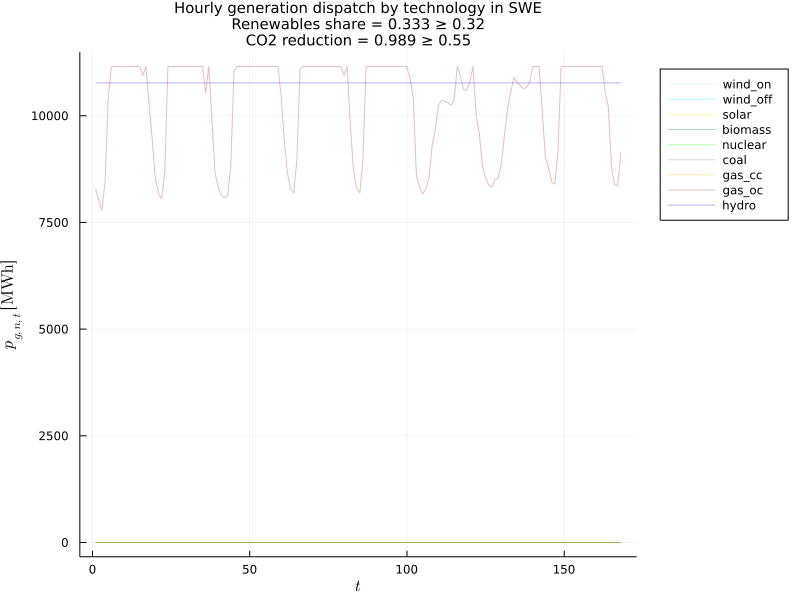 Hourly generation dispatch by technology in SWE
Renewables share = 0.333 ≥ 0.32
CO2 reduction = 0.989 ≥ 0.55
10000
7500
5000
2500
0
p g, n, t [MWh]
0
50
100
150
t
wind_on
wind_off
solar
biomass
nuclear
coal
gas_cc
gas_oc
hydro